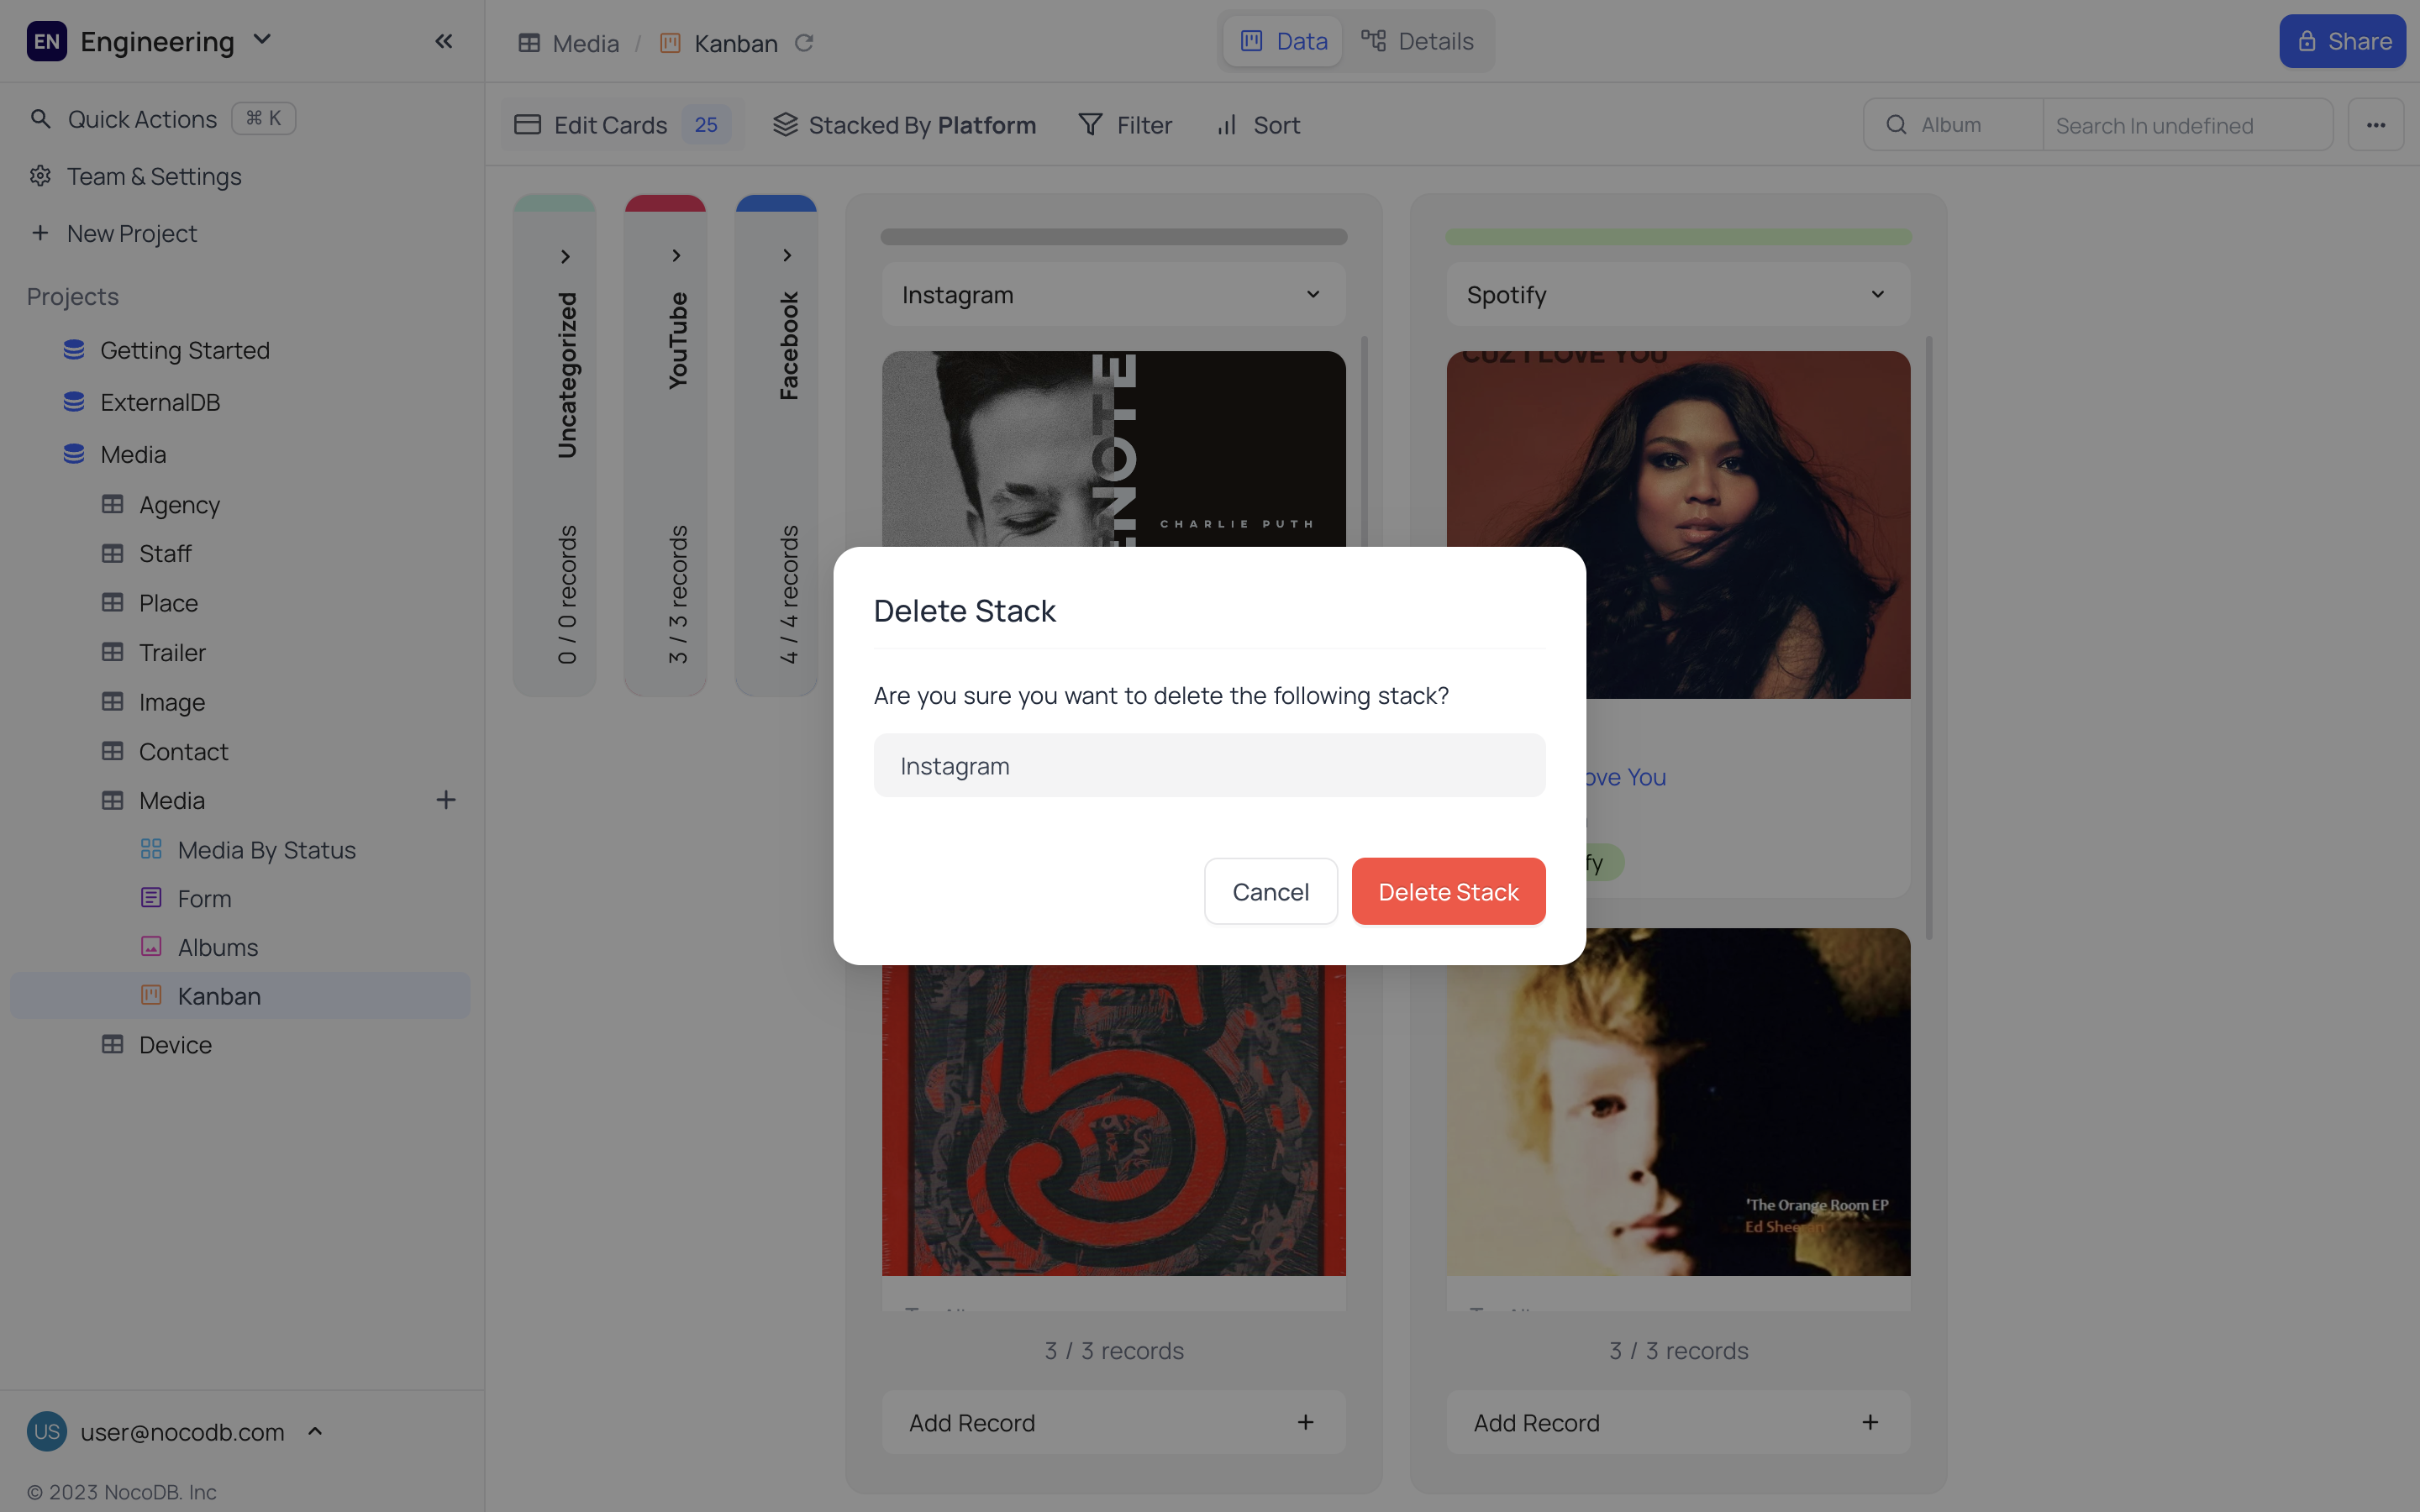 EN Engineering
Quick Actions ⌘ K
Team & Settings
New Project
Projects
Getting Started
ExternalDB
Media
Agency
Staff
Place
Trailer
Image
Contact
Media
Media By Status
Form
Albums
Kanban
Device
US user@nocodb.com
© 2023 NocoDB. Inc
Media / Kanban
Data Details
Share
Edit Cards 25 Stacked By Platform Filter Sort
Album Search In undefined
Uncategorized
0 / 0 records
YouTube
3 / 3 records
Facebook
4 / 4 records
Instagram
CHARLIE PUTH
Delete Stack
Are you sure you want to delete the following stack?
Instagram
Cancel Delete Stack
5
3 / 3 records
Add Record
Spotify
CUZ I LOVE YOU
You
'The Orange Room EP
Ed Sheeran
3 / 3 records
Add Record